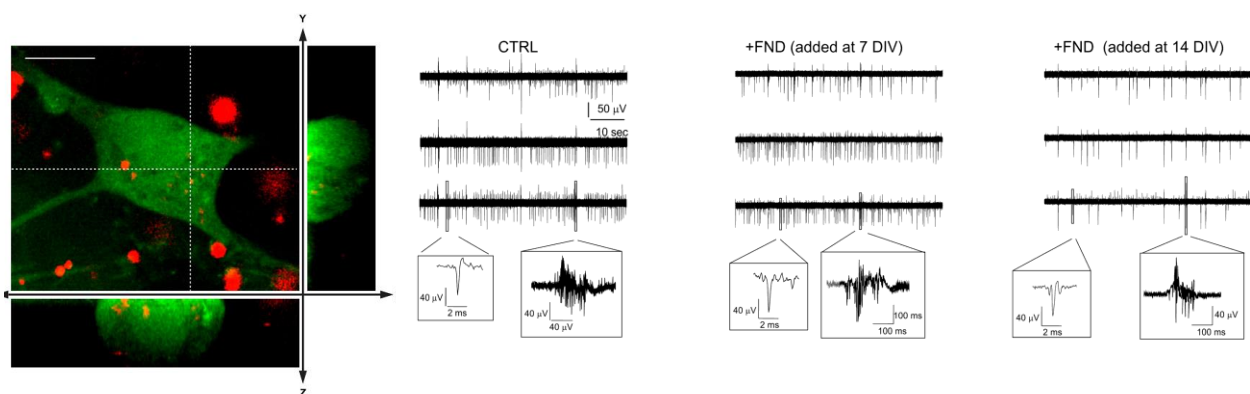 Y
Z
CTRL
50 μV
10 sec
40 μV
2 ms
40 μV
40 μV
+FND (added at 7 DIV)
40 μV
2 ms
100 ms
100 ms
+FND (added at 14 DIV)
40 μV
2 ms
40 μV
100 ms